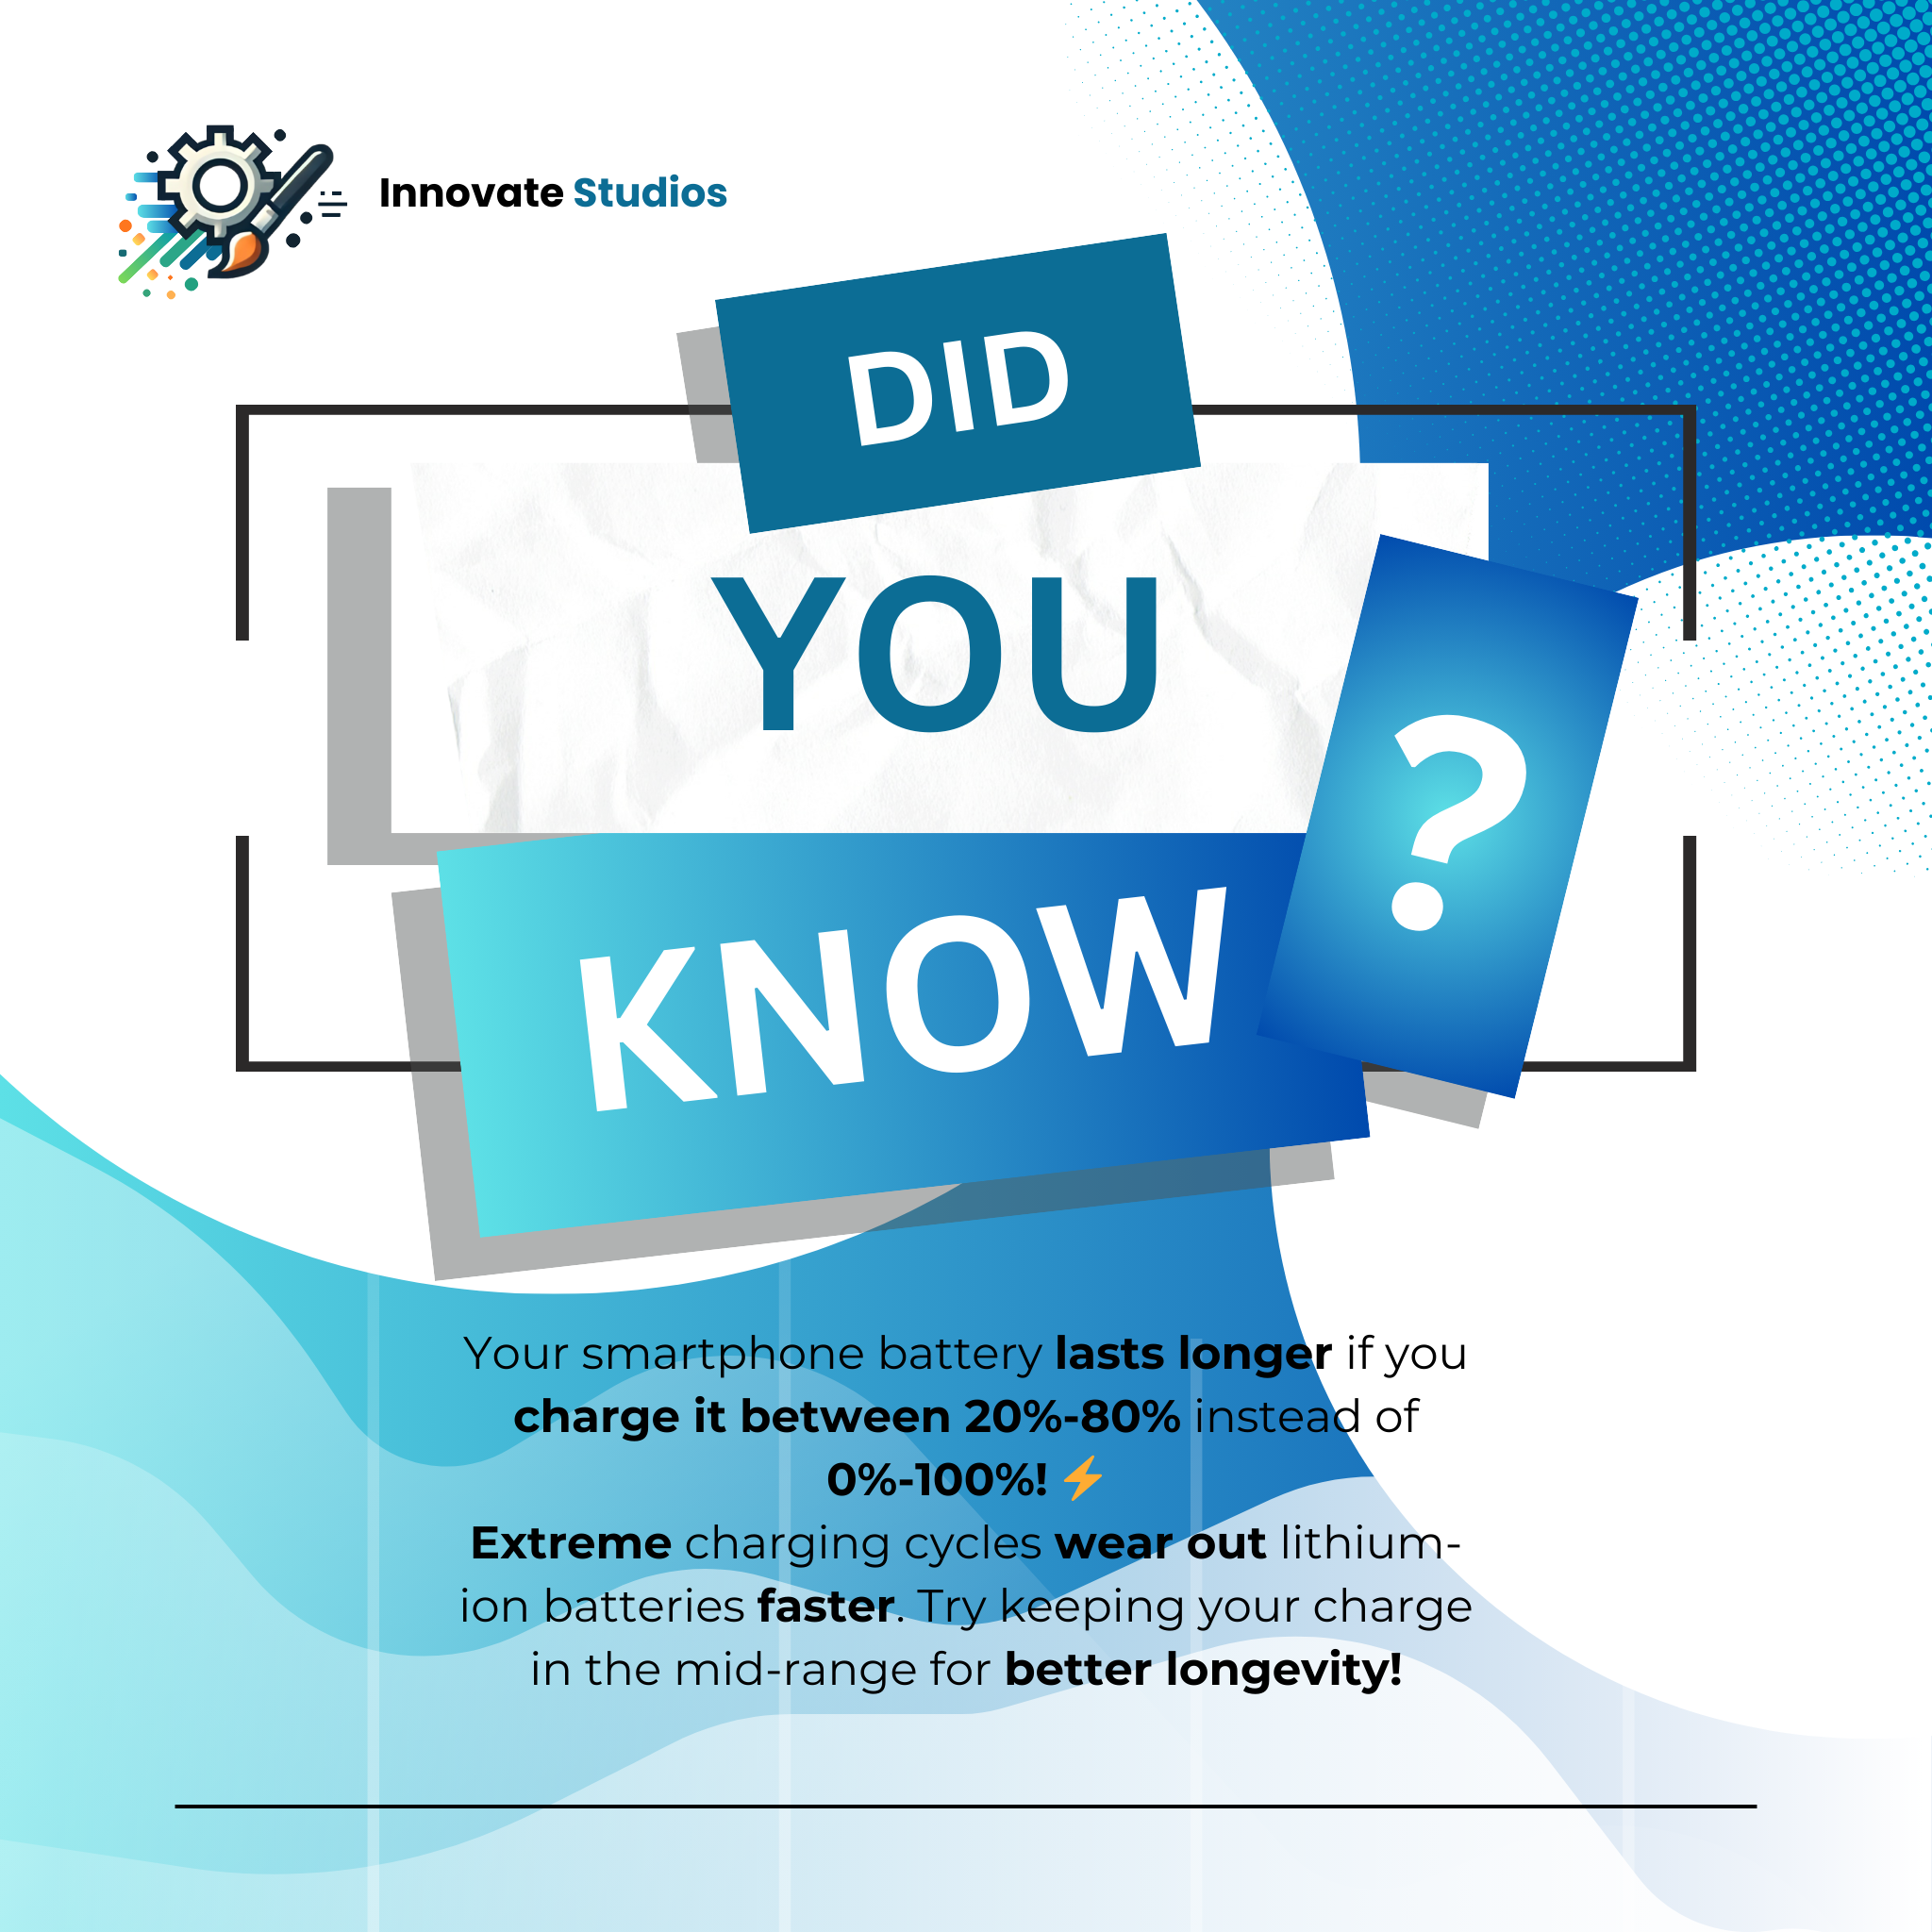 Innovate Studios
DID
YOU
KNOW
?
Your smartphone battery lasts longer if you
charge it between 20%-80% instead of
0%-100%! ⚡
Extreme charging cycles wear out lithium-
ion batteries faster. Try keeping your charge
in the mid-range for better longevity!